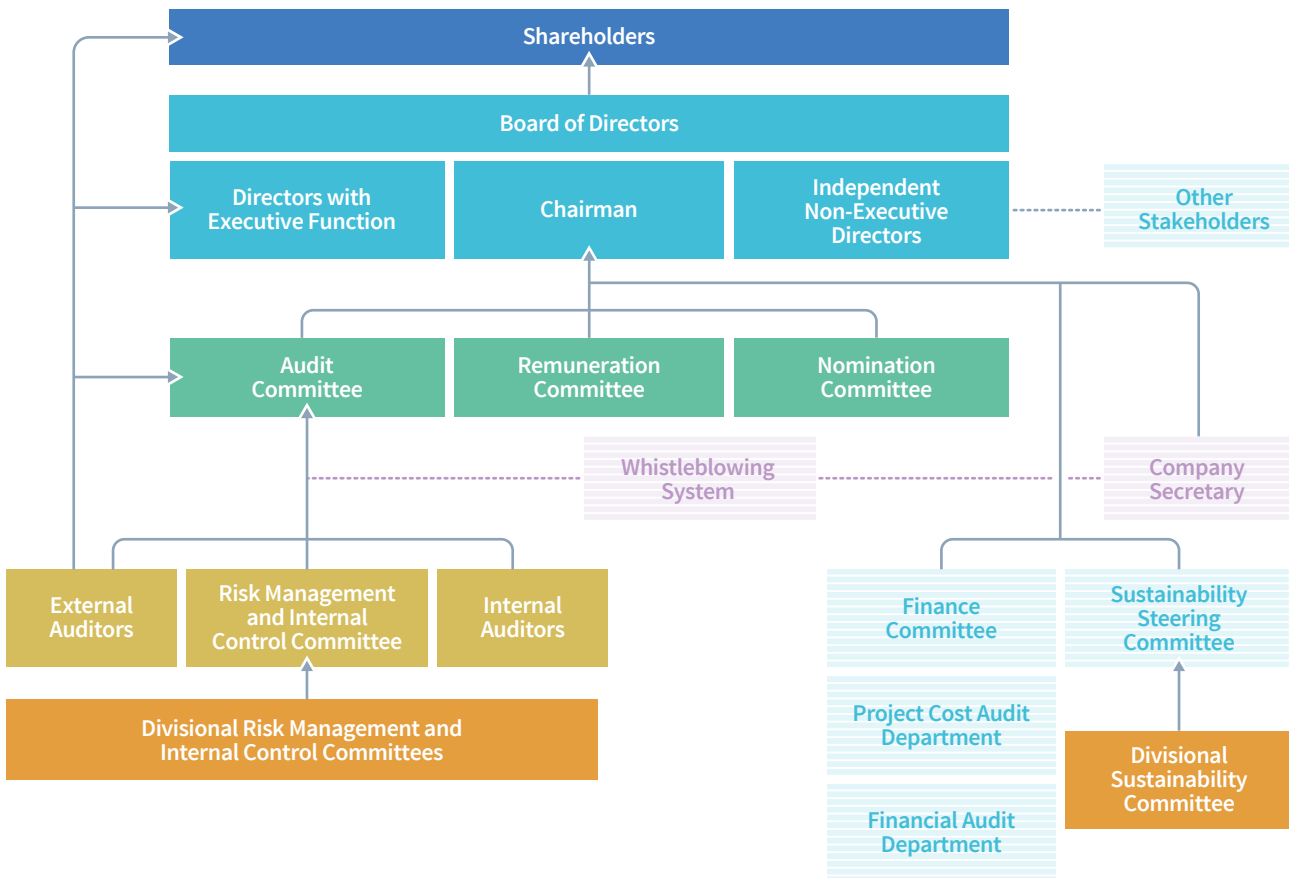 Shareholders
Board of Directors
Directors with
Executive Function
Chairman
Independent
Non-Executive
Directors
Other
Stakeholders
Audit
Committee
Remuneration
Committee
Nomination
Committee
Whistleblowing
System
Company
Secretary
External
Auditors
Risk Management
and Internal
Control Committee
Internal
Auditors
Finance
Committee
Sustainability
Steering
Committee
Divisional Risk Management and
Internal Control Committees
Project Cost Audit
Department
Divisional
Sustainability
Committee
Financial Audit
Department